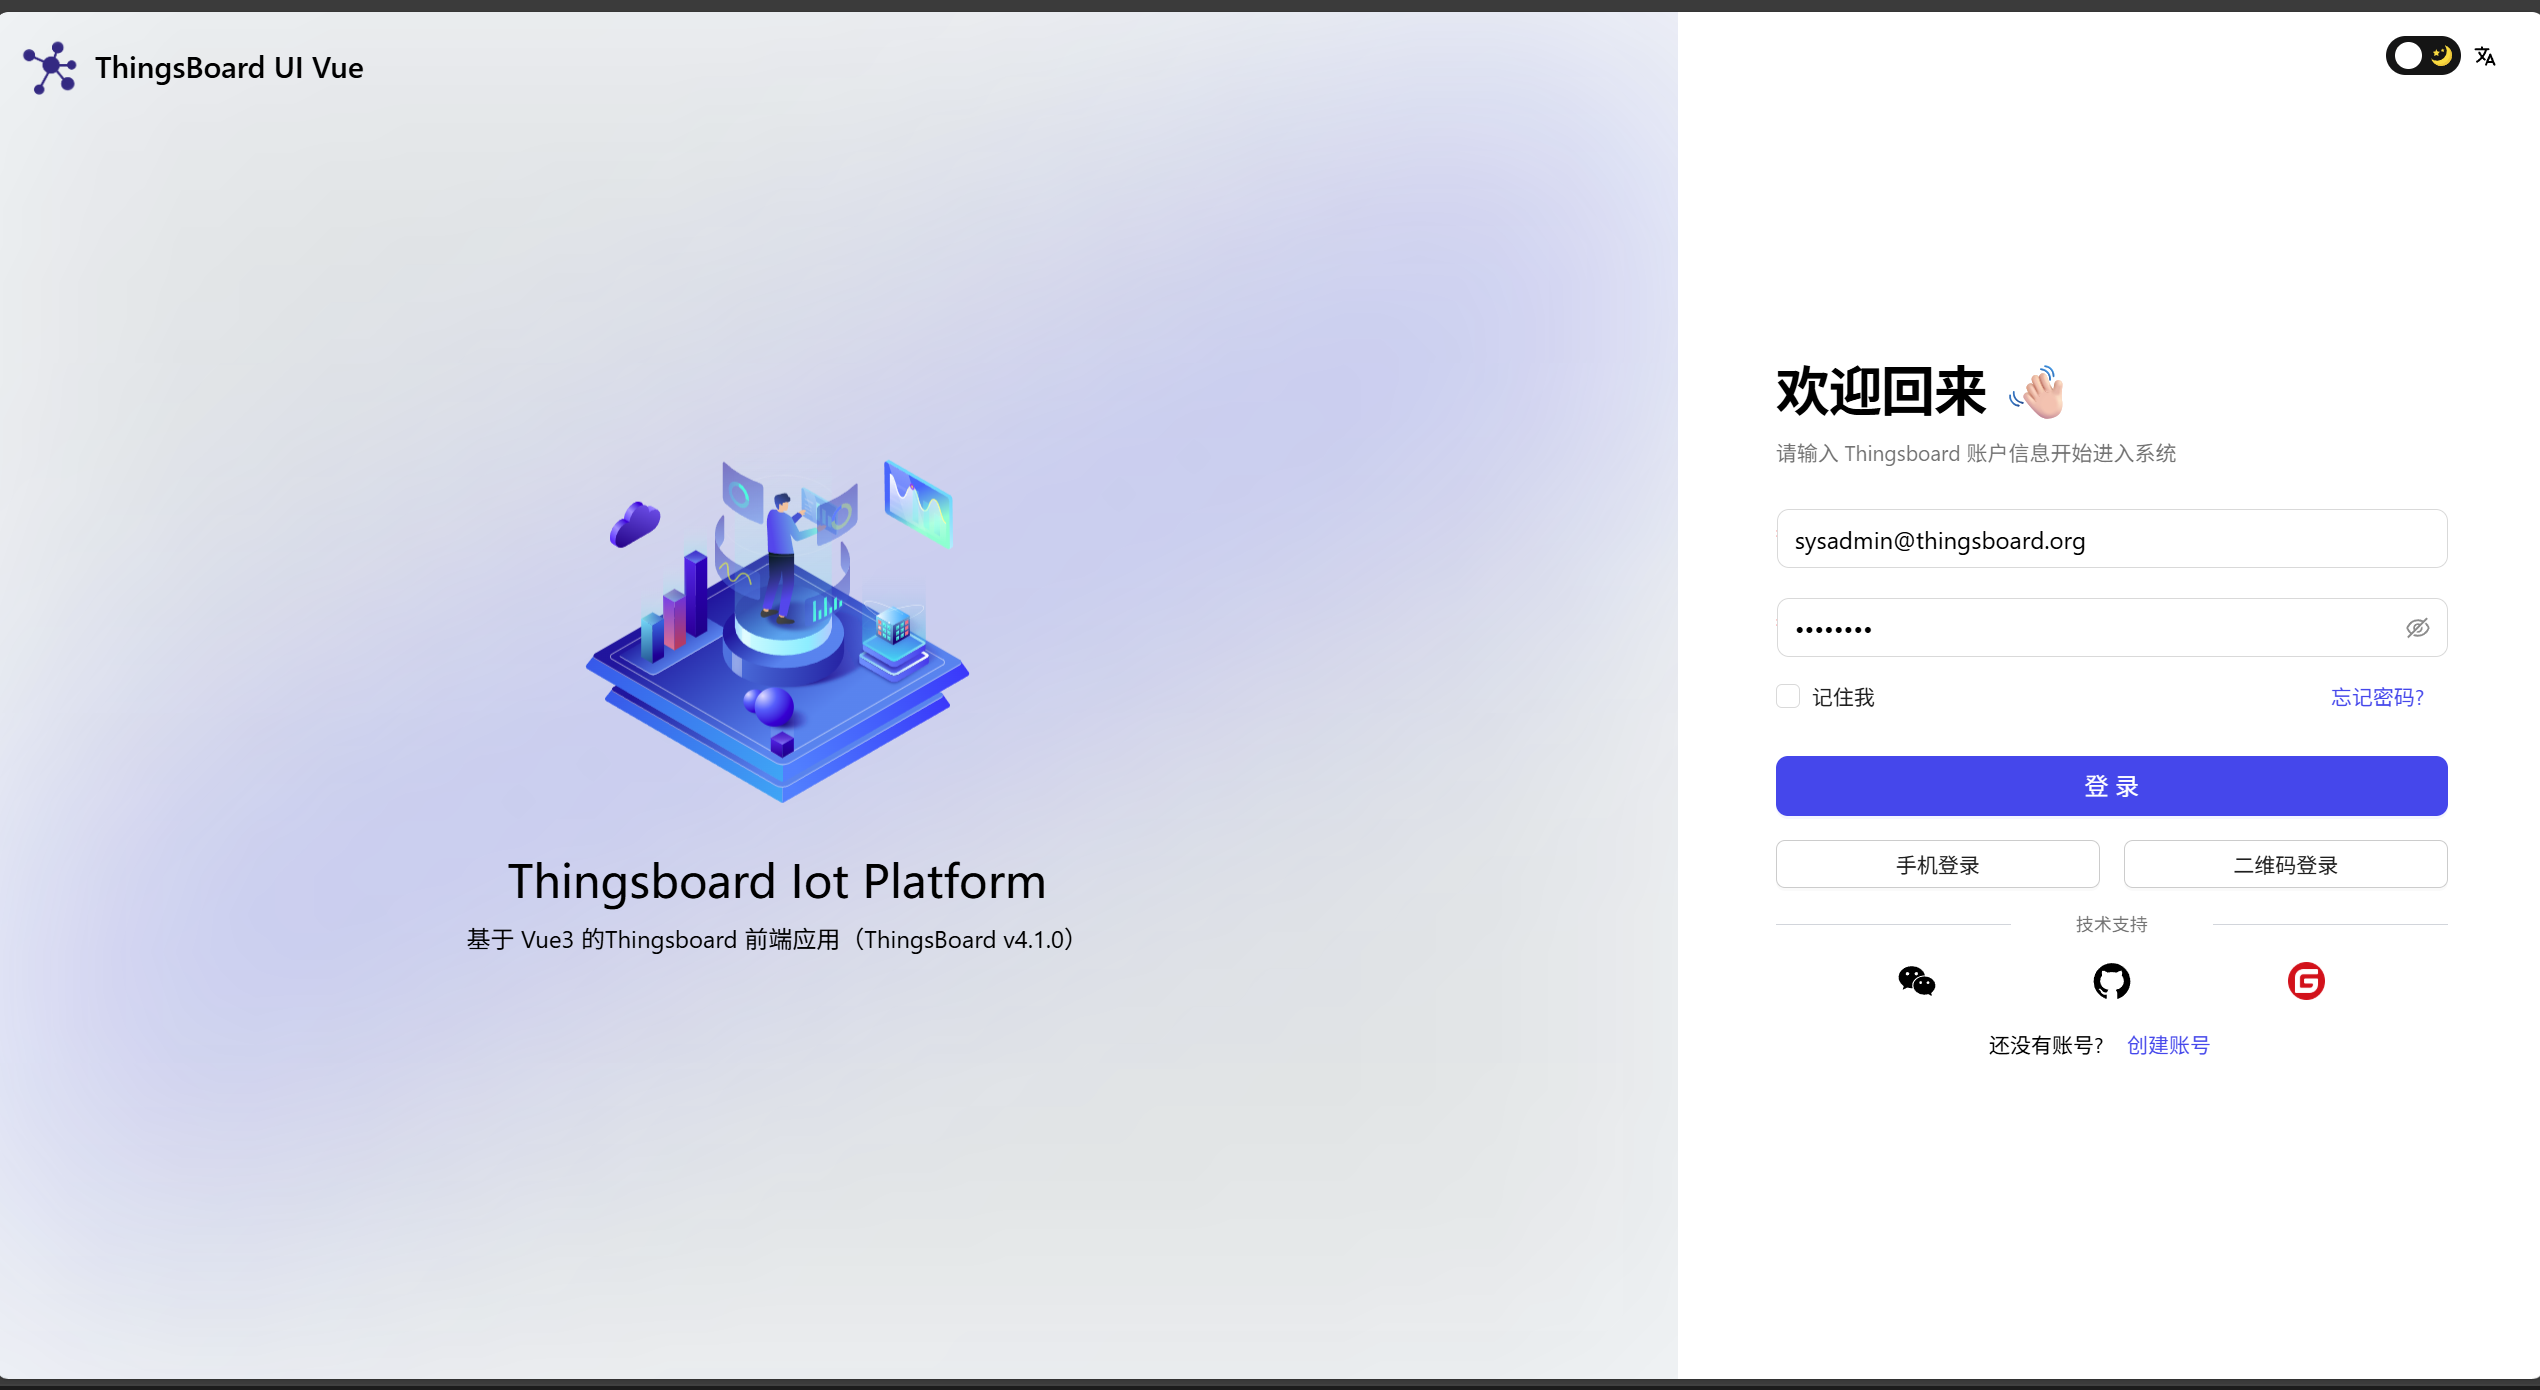 ThingsBoard UI Vue
Thingsboard Iot Platform
基于 Vue3 的Thingsboard 前端应用（ThingsBoard v4.1.0）
欢迎回来
请输入 Thingsboard 账户信息开始进入系统
sysadmin@thingsboard.org
••••••••
记住我
忘记密码?
登 录
手机登录
二维码登录
技术支持
还没有账号? 创建账号